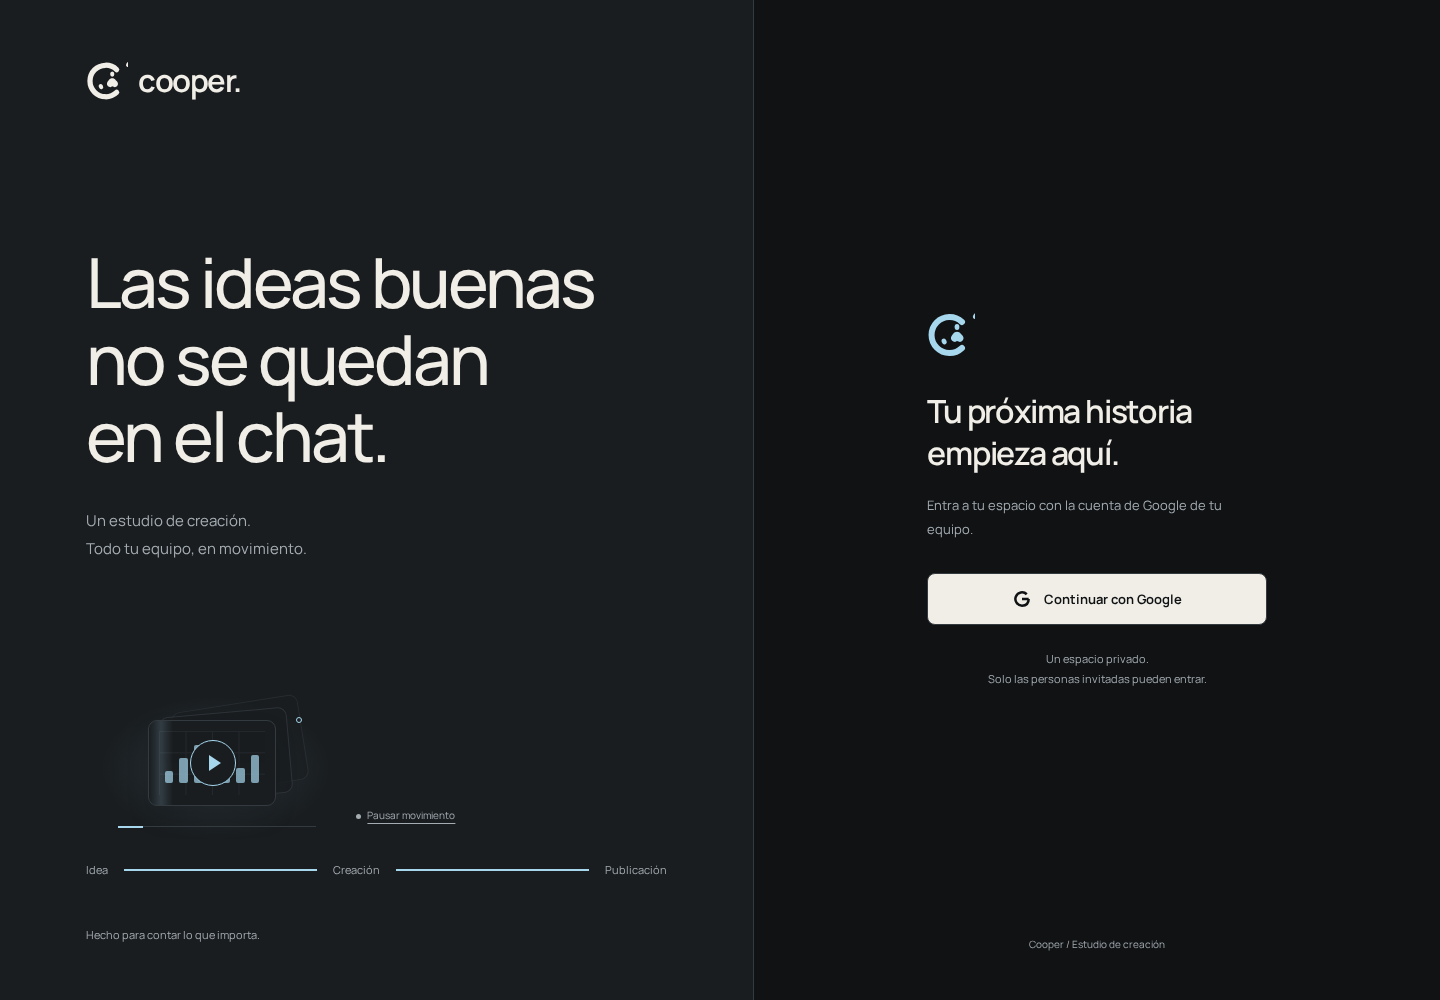 cooper.
Las ideas buenas
no se quedan
en el chat.
Un estudio de creación.
Todo tu equipo, en movimiento.
Pausar movimiento
Idea
Creación
Publicación
Hecho para contar lo que importa.
Tu próxima historia
empieza aquí.
Entra a tu espacio con la cuenta de Google de tu
equipo.
Continuar con Google
Un espacio privado.
Solo las personas invitadas pueden entrar.
Cooper / Estudio de creación